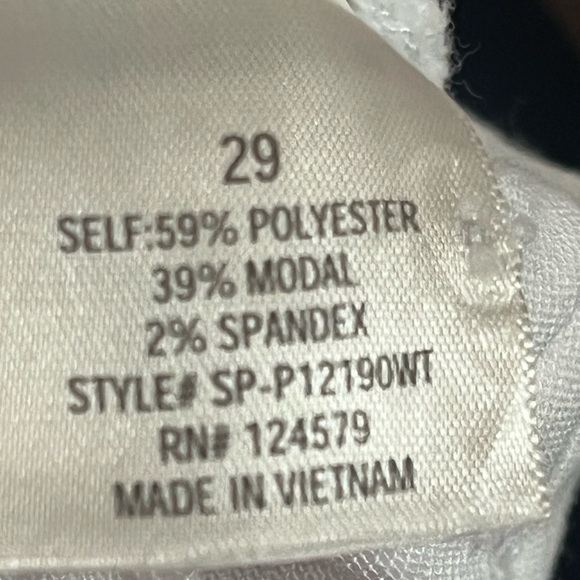 29
SELF:59% POLYESTER
39% MODAL
2% SPANDEX
STYLE# SP-P12190WT
RN# 124579
MADE IN VIETNAM